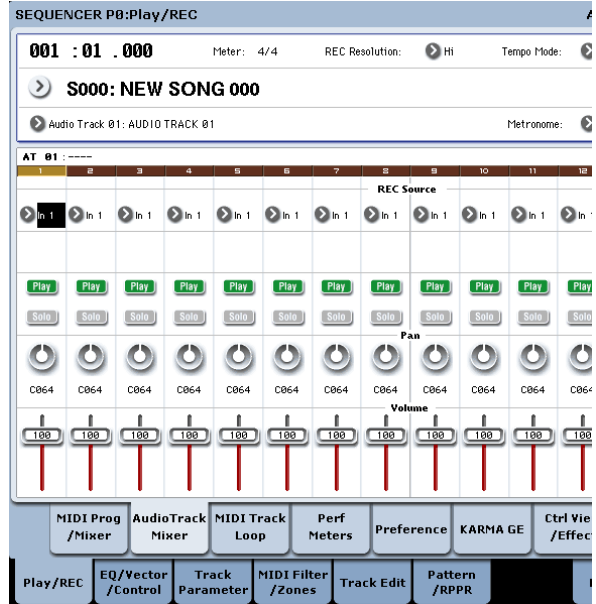 SEQUENCER P0:Play/REC
001 :01 .000 Meter: 4/4 REC Resolution: Hi Tempo Mode:
S000: NEW SONG 000
Audio Track 01: AUDIO TRACK 01 Metronome:
AT 01 :----
1 2 3 4 5 6 7 8 9 10 11 12
REC Source
In 1 In 1 In 1 In 1 In 1 In 1 In 1 In 1 In 1 In 1 In 1 In 1
Play Play Play Play Play Play Play Play Play Play Play Play
Solo Solo Solo Solo Solo Solo Solo Solo Solo Solo Solo Solo
Pan
C064 C064 C064 C064 C064 C064 C064 C064 C064 C064 C064 C064
Volume
100 100 100 100 100 100 100 100 100 100 100 100
MIDI Prog AudioTrack MIDI Track Perf Preference KARMA GE Ctrl Vie
/Mixer Mixer Loop Meters /Effec
Play/REC EQ/Vector Track MIDI Filter Track Edit Pattern
/Control Parameter /Zones /RPPR